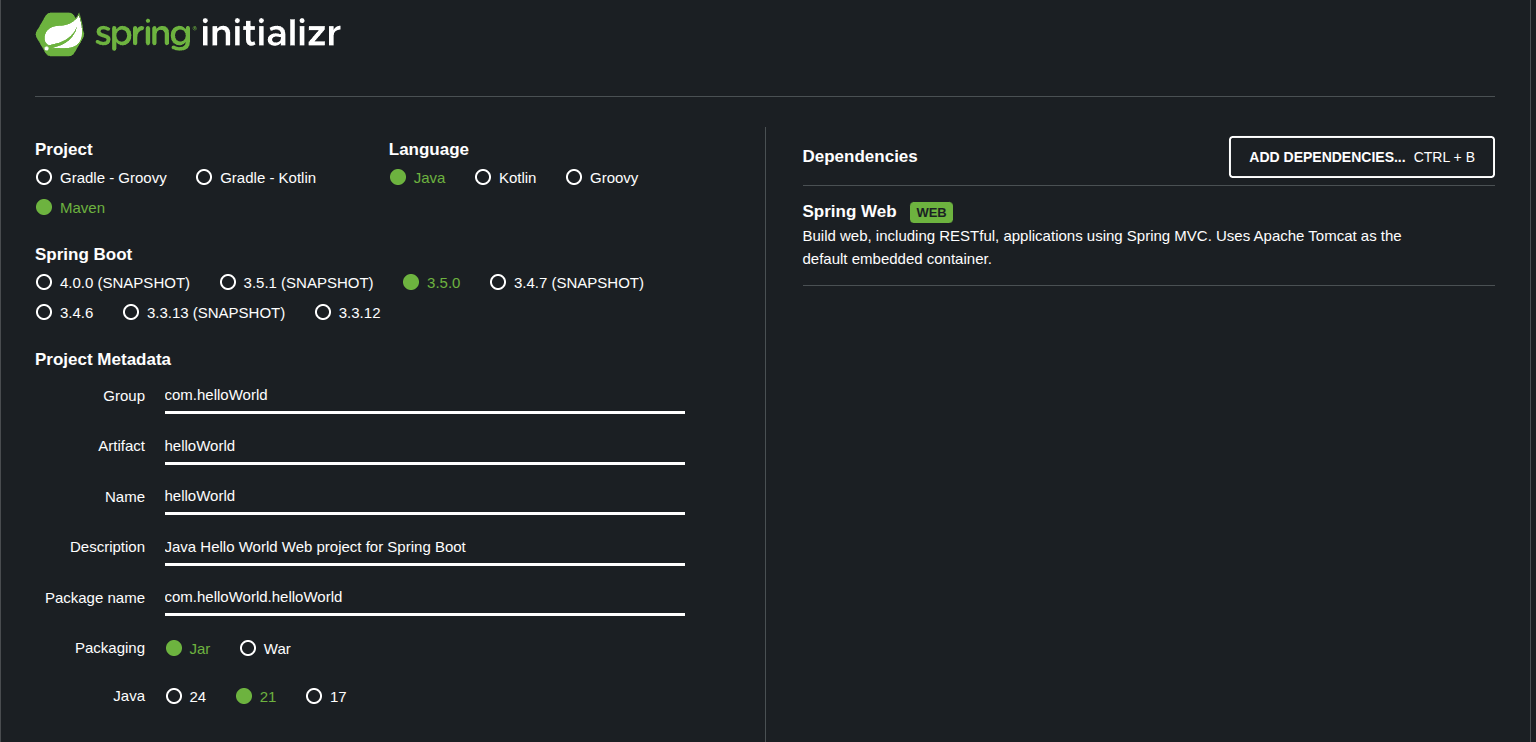 spring initializr
Project
Gradle - Groovy Gradle - Kotlin
Maven
Language
Java Kotlin Groovy
Spring Boot
4.0.0 (SNAPSHOT) 3.5.1 (SNAPSHOT) 3.5.0 3.4.7 (SNAPSHOT)
3.4.6 3.3.13 (SNAPSHOT) 3.3.12
Project Metadata
Group com.helloWorld
Artifact helloWorld
Name helloWorld
Description Java Hello World Web project for Spring Boot
Package name com.helloWorld.helloWorld
Packaging Jar War
Java 24 21 17
Dependencies ADD DEPENDENCIES... CTRL + B
Spring Web WEB
Build web, including RESTful, applications using Spring MVC. Uses Apache Tomcat as the
default embedded container.